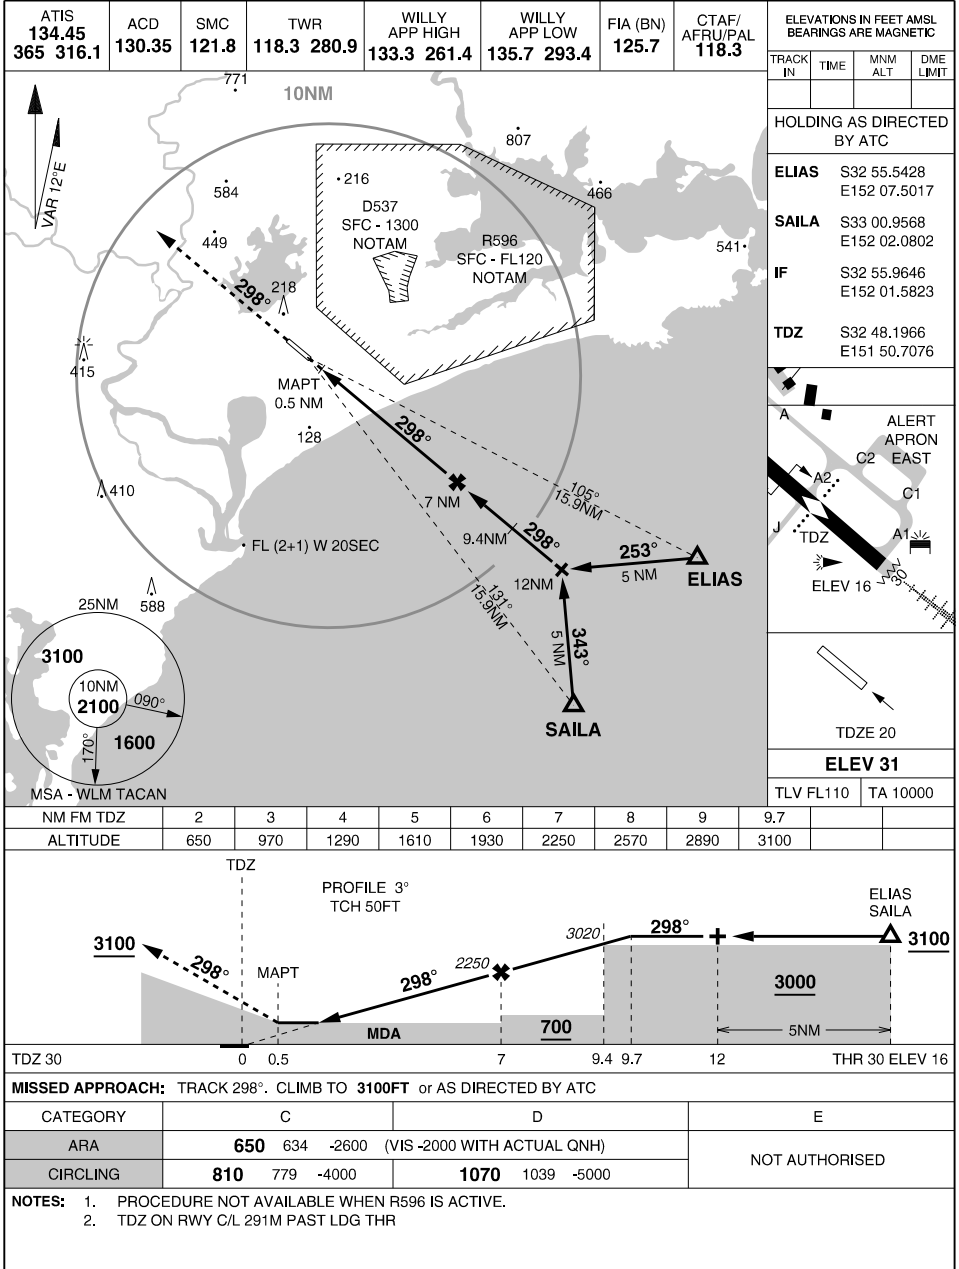 ATIS
134.45
365 316.1
ACD
130.35
SMC
121.8
TWR
118.3 280.9
WILLY
APP HIGH
133.3 261.4
WILLY
APP LOW
135.7 293.4
FIA (BN)
125.7
CTAF/
AFRU/PAL
118.3
ELEVATIONS IN FEET AMSL
BEARINGS ARE MAGNETIC
TRACK
IN
TIME
MNM
ALT
DME
LIMIT
HOLDING AS DIRECTED
BY ATC
ELIAS S32 55.5428
E152 07.5017
SAILA S33 00.9568
E152 02.0802
IF S32 55.9646
E152 01.5823
TDZ S32 48.1966
E151 50.7076
VAR 12°E
771
10NM
807
216
584
D537
SFC - 1300
NOTAM
466
449
R596
SFC - FL120
NOTAM
541
298°
218
415
MAPT
0.5 NM
128
298°
410
7 NM
105°
15.9NM
9.4NM
298°
FL (2+1) W 20SEC
253°
5 NM
ELIAS
12NM
588
131°
15.9NM
343°
5 NM
SAILA
25NM
3100
10NM
2100
090°
170°
1600
MSA - WLM TACAN
A
ALERT
APRON
EAST
C2
A2
C1
J
TDZ
A1
ELEV 16
30
TDZE 20
ELEV 31
TLV FL110 TA 10000
NM FM TDZ 2 3 4 5 6 7 8 9 9.7
ALTITUDE 650 970 1290 1610 1930 2250 2570 2890 3100
TDZ
PROFILE 3°
TCH 50FT
ELIAS
SAILA
3100
298°
MAPT
298°
2250
3020
298°
3100
3000
MDA
700
5NM
TDZ 30 0 0.5 7 9.4 9.7 12 THR 30 ELEV 16
MISSED APPROACH: TRACK 298°. CLIMB TO 3100FT or AS DIRECTED BY ATC
CATEGORY C D E
ARA 650 634 -2600 (VIS -2000 WITH ACTUAL QNH)
NOT AUTHORISED
CIRCLING 810 779 -4000 1070 1039 -5000
NOTES: 1. PROCEDURE NOT AVAILABLE WHEN R596 IS ACTIVE.
2. TDZ ON RWY C/L 291M PAST LDG THR